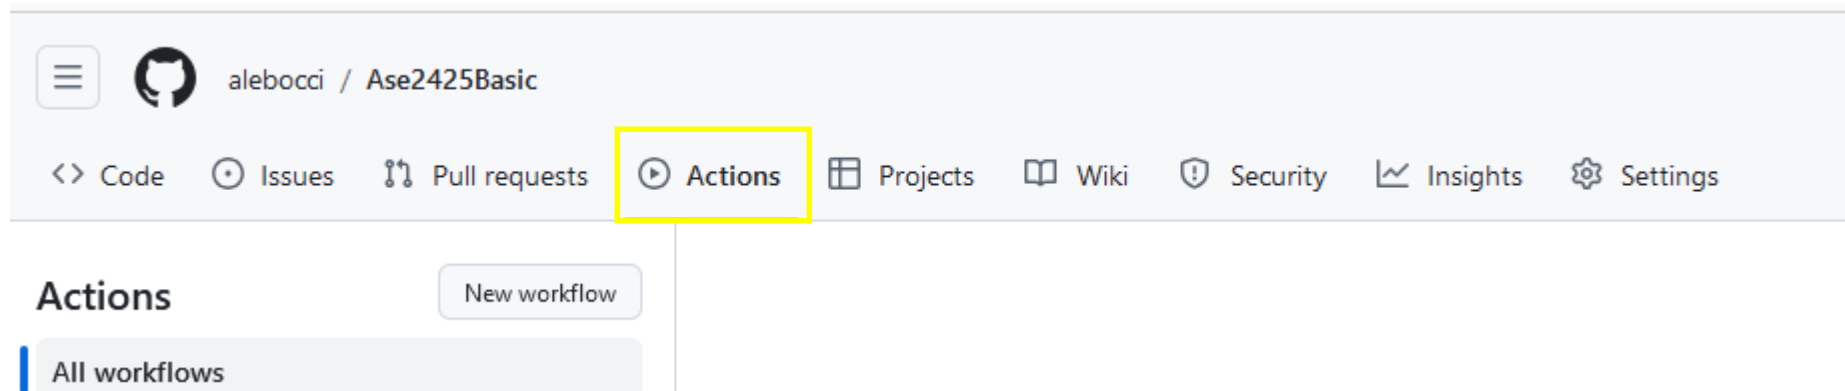 alebocci / Ase2425Basic
Code Issues Pull requests Actions Projects Wiki Security Insights Settings
Actions New workflow
All workflows